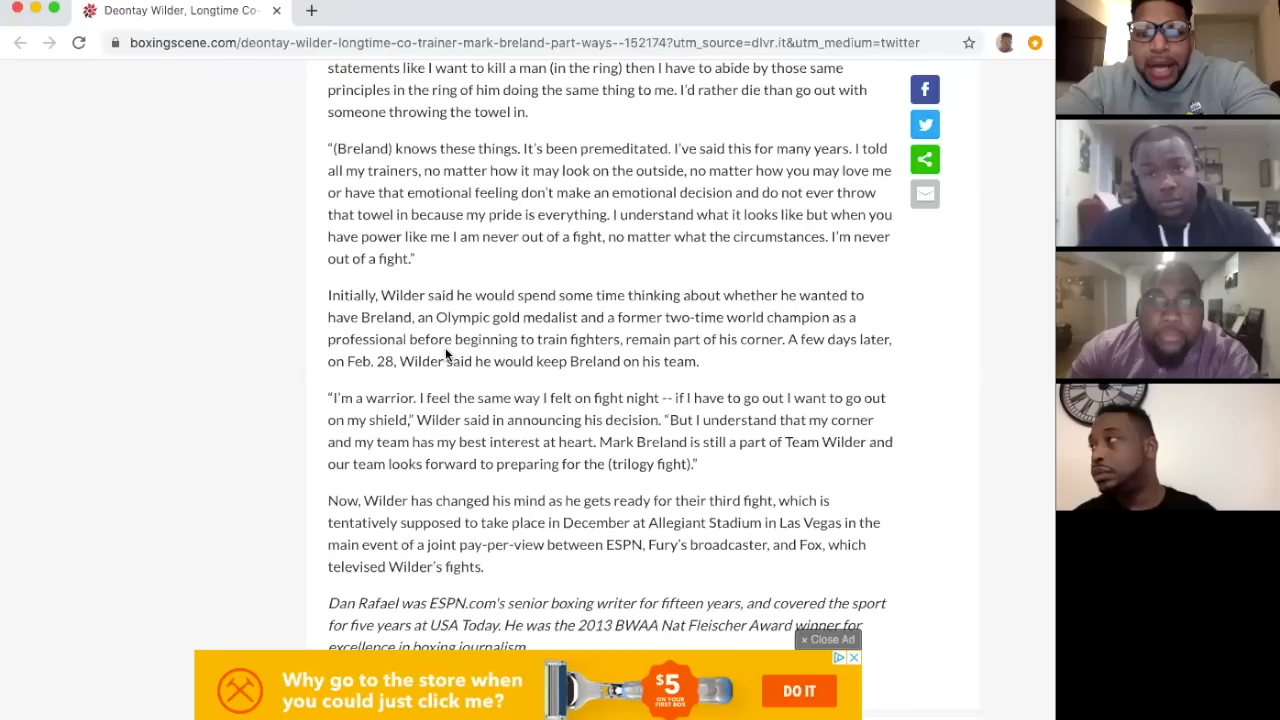 Deontay Wilder, Longtime Co-
boxingscene.com/deontay-wilder-longtime-co-trainer-mark-breland-part-ways--152174?utm_source=dlvr.it&utm_medium=twitter
statements like I want to kill a man (in the ring) then I have to abide by those same
principles in the ring of him doing the same thing to me. I'd rather die than go out with
someone throwing the towel in.
“(Breland) knows these things. It's been premeditated. I've said this for many years. I told
all my trainers, no matter how it may look on the outside, no matter how you may love me
or have that emotional feeling don't make an emotional decision and do not ever throw
that towel in because my pride is everything. I understand what it looks like but when you
have power like me I am never out of a fight, no matter what the circumstances. I'm never
out of a fight.”
Initially, Wilder said he would spend some time thinking about whether he wanted to
have Breland, an Olympic gold medalist and a former two-time world champion as a
professional before beginning to train fighters, remain part of his corner. A few days later,
on Feb. 28, Wilder said he would keep Breland on his team.
“I'm a warrior. I feel the same way I felt on fight night -- if I have to go out I want to go out
on my shield,” Wilder said in announcing his decision. “But I understand that my corner
and my team has my best interest at heart. Mark Breland is still a part of Team Wilder and
our team looks forward to preparing for the (trilogy fight).”
Now, Wilder has changed his mind as he gets ready for their third fight, which is
tentatively supposed to take place in December at Allegiant Stadium in Las Vegas in the
main event of a joint pay-per-view between ESPN, Fury's broadcaster, and Fox, which
televised Wilder's fights.
Dan Rafael was ESPN.com's senior boxing writer for fifteen years, and covered the sport
for five years at USA Today. He was the 2013 BWAA Nat Fleischer Award winner for
excellence in boxing journalism.
× Close Ad
Why go to the store when
you could just click me?
$5
ON YOUR
FIRST BOX
DO IT